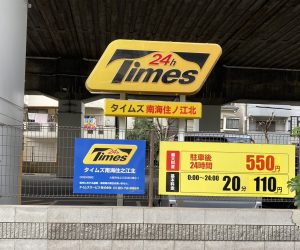 24h
Times
タイムズ南海住ノ江北
24h
Times
タイムズ南海住之江北
駐車後
24時間
550円
0:00~24:00
20分 110円